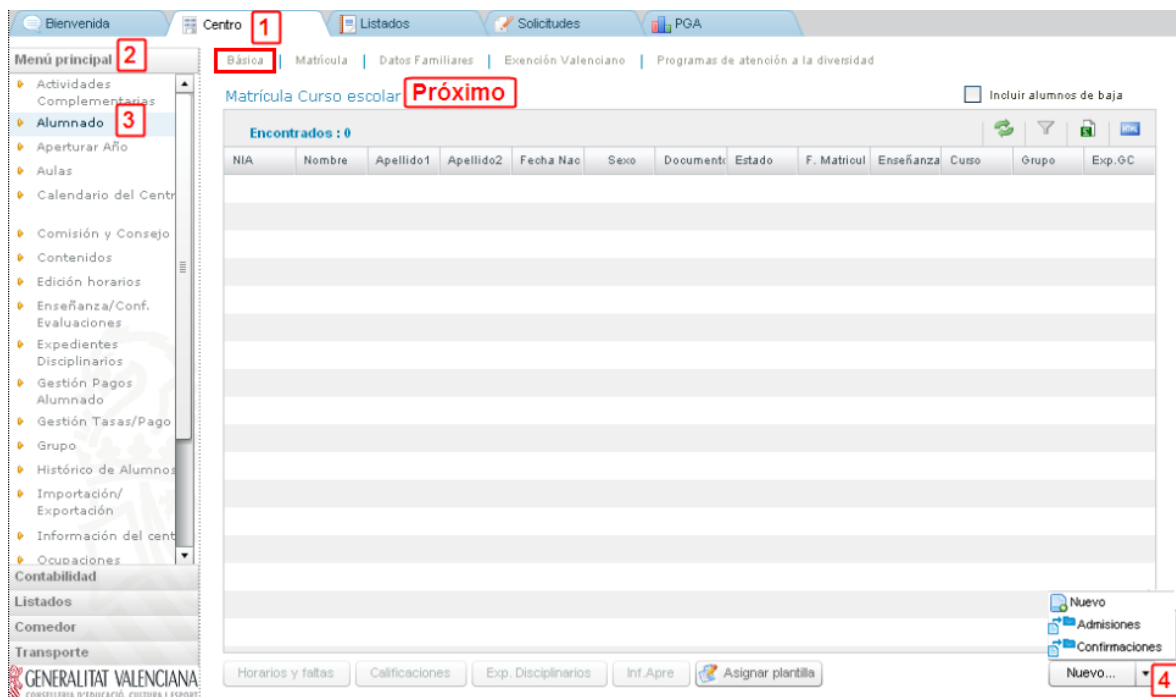 Bienvenida
Centro
1
Listados
Solicitudes
PGA
Menú principal
2
Actividades
Complementarias
Alumnado
3
Aperturar Año
Aulas
Calendario del Centr
Comisión y Consejo
Contenidos
Edición horarios
Enseñanza/Conf.
Evaluaciones
Expedientes
Disciplinarios
Gestión Pagos
Alumnado
Gestión Tasas/Pago
Grupo
Histórico de Alumnos
Importación/
Exportación
Información del cent
Ocupaciones
Contabilidad
Listados
Comedor
Transporte
GENERALITAT VALENCIANA
CONSELLERIA D'EDUCACIÓ, CULTURA I ESPORT
Básica | Matrícula | Datos Familiares | Exención Valenciano | Programas de atención a la diversidad
Matrícula Curso escolar Próximo
Incluir alumnos de baja
Encontrados : 0
NIA Nombre Apellido1 Apellido2 Fecha Nac Sexo Documento Estado F. Matricul Enseñanza Curso Grupo Exp.GC
Nuevo
Admisiones
Confirmaciones
Horarios y faltas Calificaciones Exp. Disciplinarios Inf.Apre Asignar plantilla Nuevo...
4